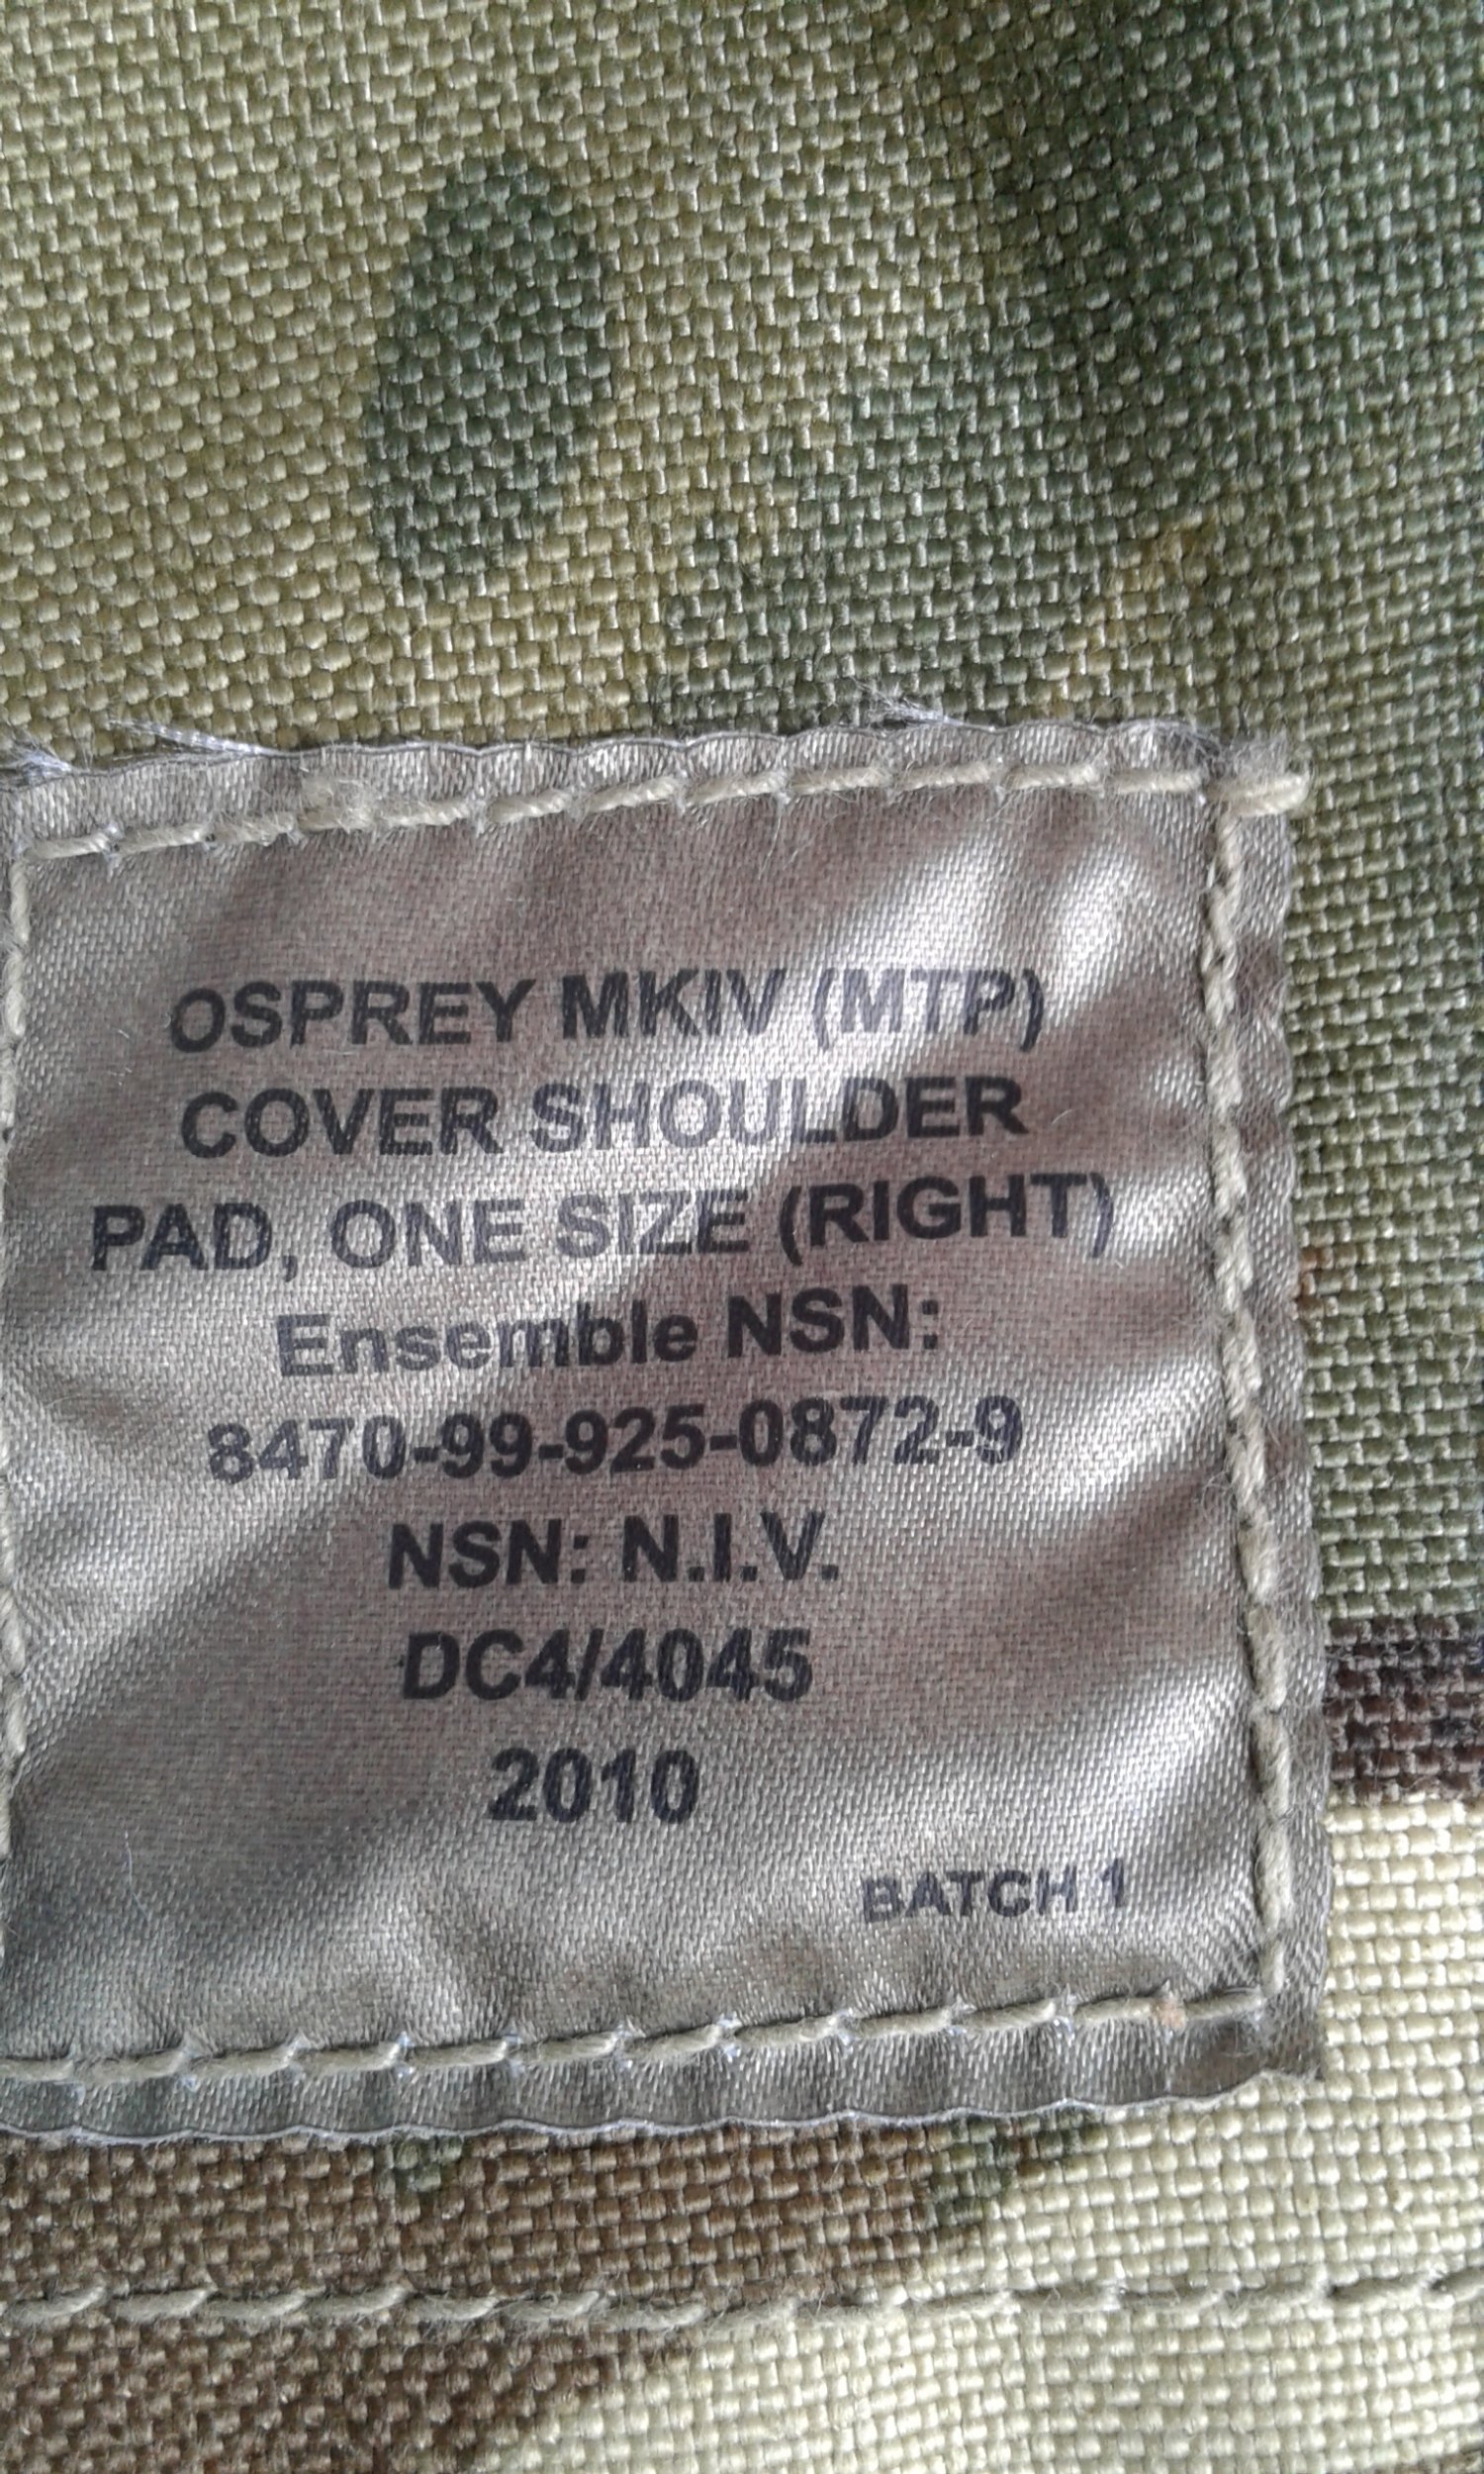 OSPREY MKIV (MTP)
COVER SHOULDER
PAD, ONE SIZE (RIGHT)
Ensemble NSN:
8470-99-925-0872-9
NSN: N.I.V.
DC4/4045
2010
BATCH 1